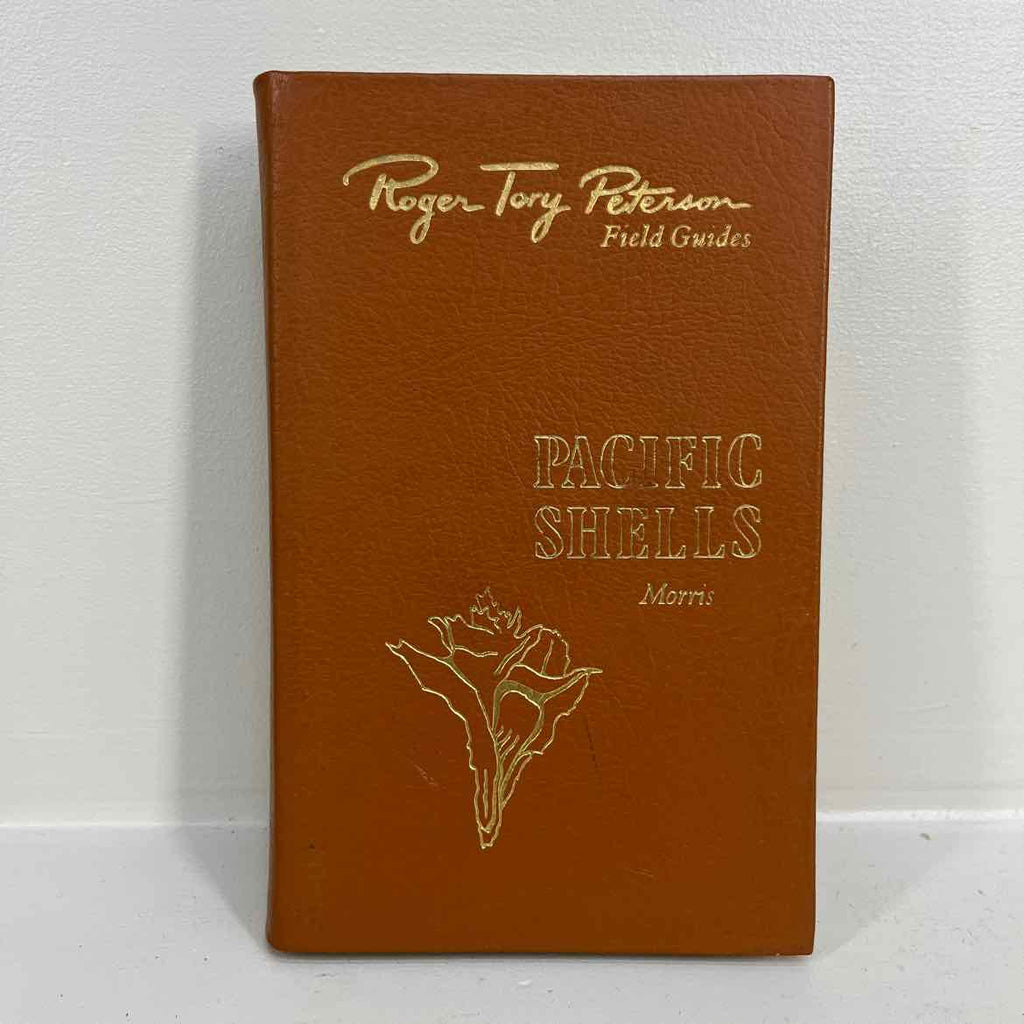 Roger Tory Peterson
Field Guides
PACIFIC
SHELLS
Morris